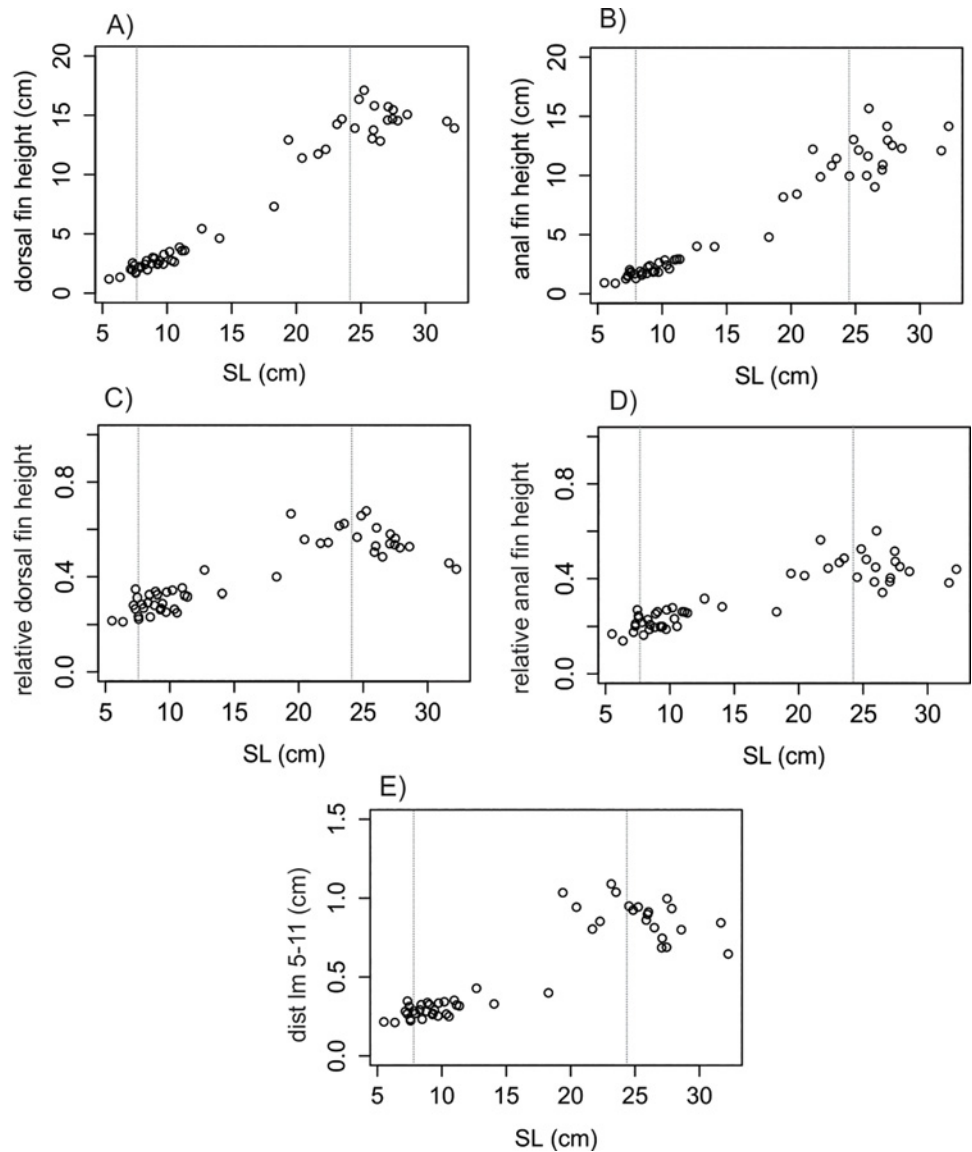 A)
dorsal fin height (cm)
20
15
10
5
0
5 10 15 20 25 30
SL (cm)
B)
anal fin height (cm)
20
15
10
5
0
5 10 15 20 25 30
SL (cm)
C)
relative dorsal fin height
0.8
0.4
0.0
5 10 15 20 25 30
SL (cm)
D)
relative anal fin height
0.8
0.4
0.0
5 10 15 20 25 30
SL (cm)
E)
dist lm 5-11 (cm)
1.5
1.0
0.5
0.0
5 10 15 20 25 30
SL (cm)